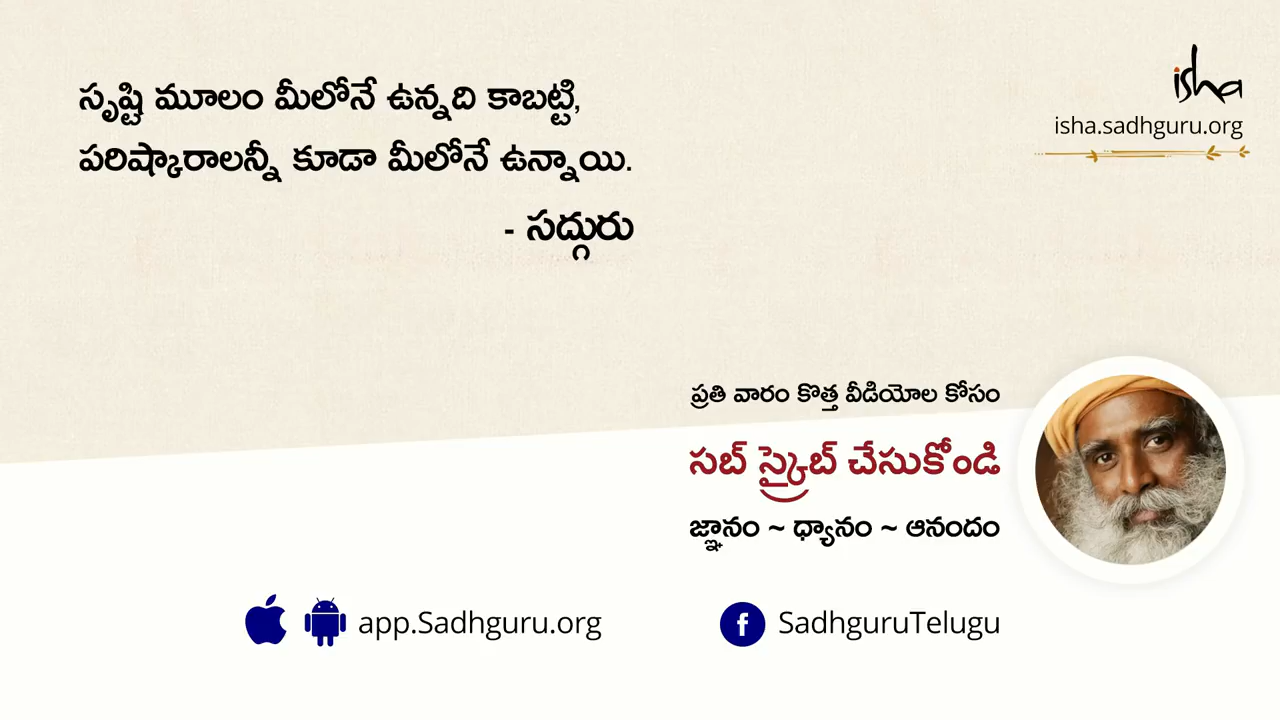 సృష్టి మూలం మీలోనే ఉన్నది కాబట్టి,
పరిష్కారాలన్నీ కూడా మీలోనే ఉన్నాయి.
- సద్గురు
isha
isha.sadhguru.org
ప్రతి వారం కొత్త వీడియోల కోసం
సబ్ స్క్రైబ్ చేసుకోండి
జ్ఞానం ~ ధ్యానం ~ ఆనందం
app.Sadhguru.org
f SadhguruTelugu